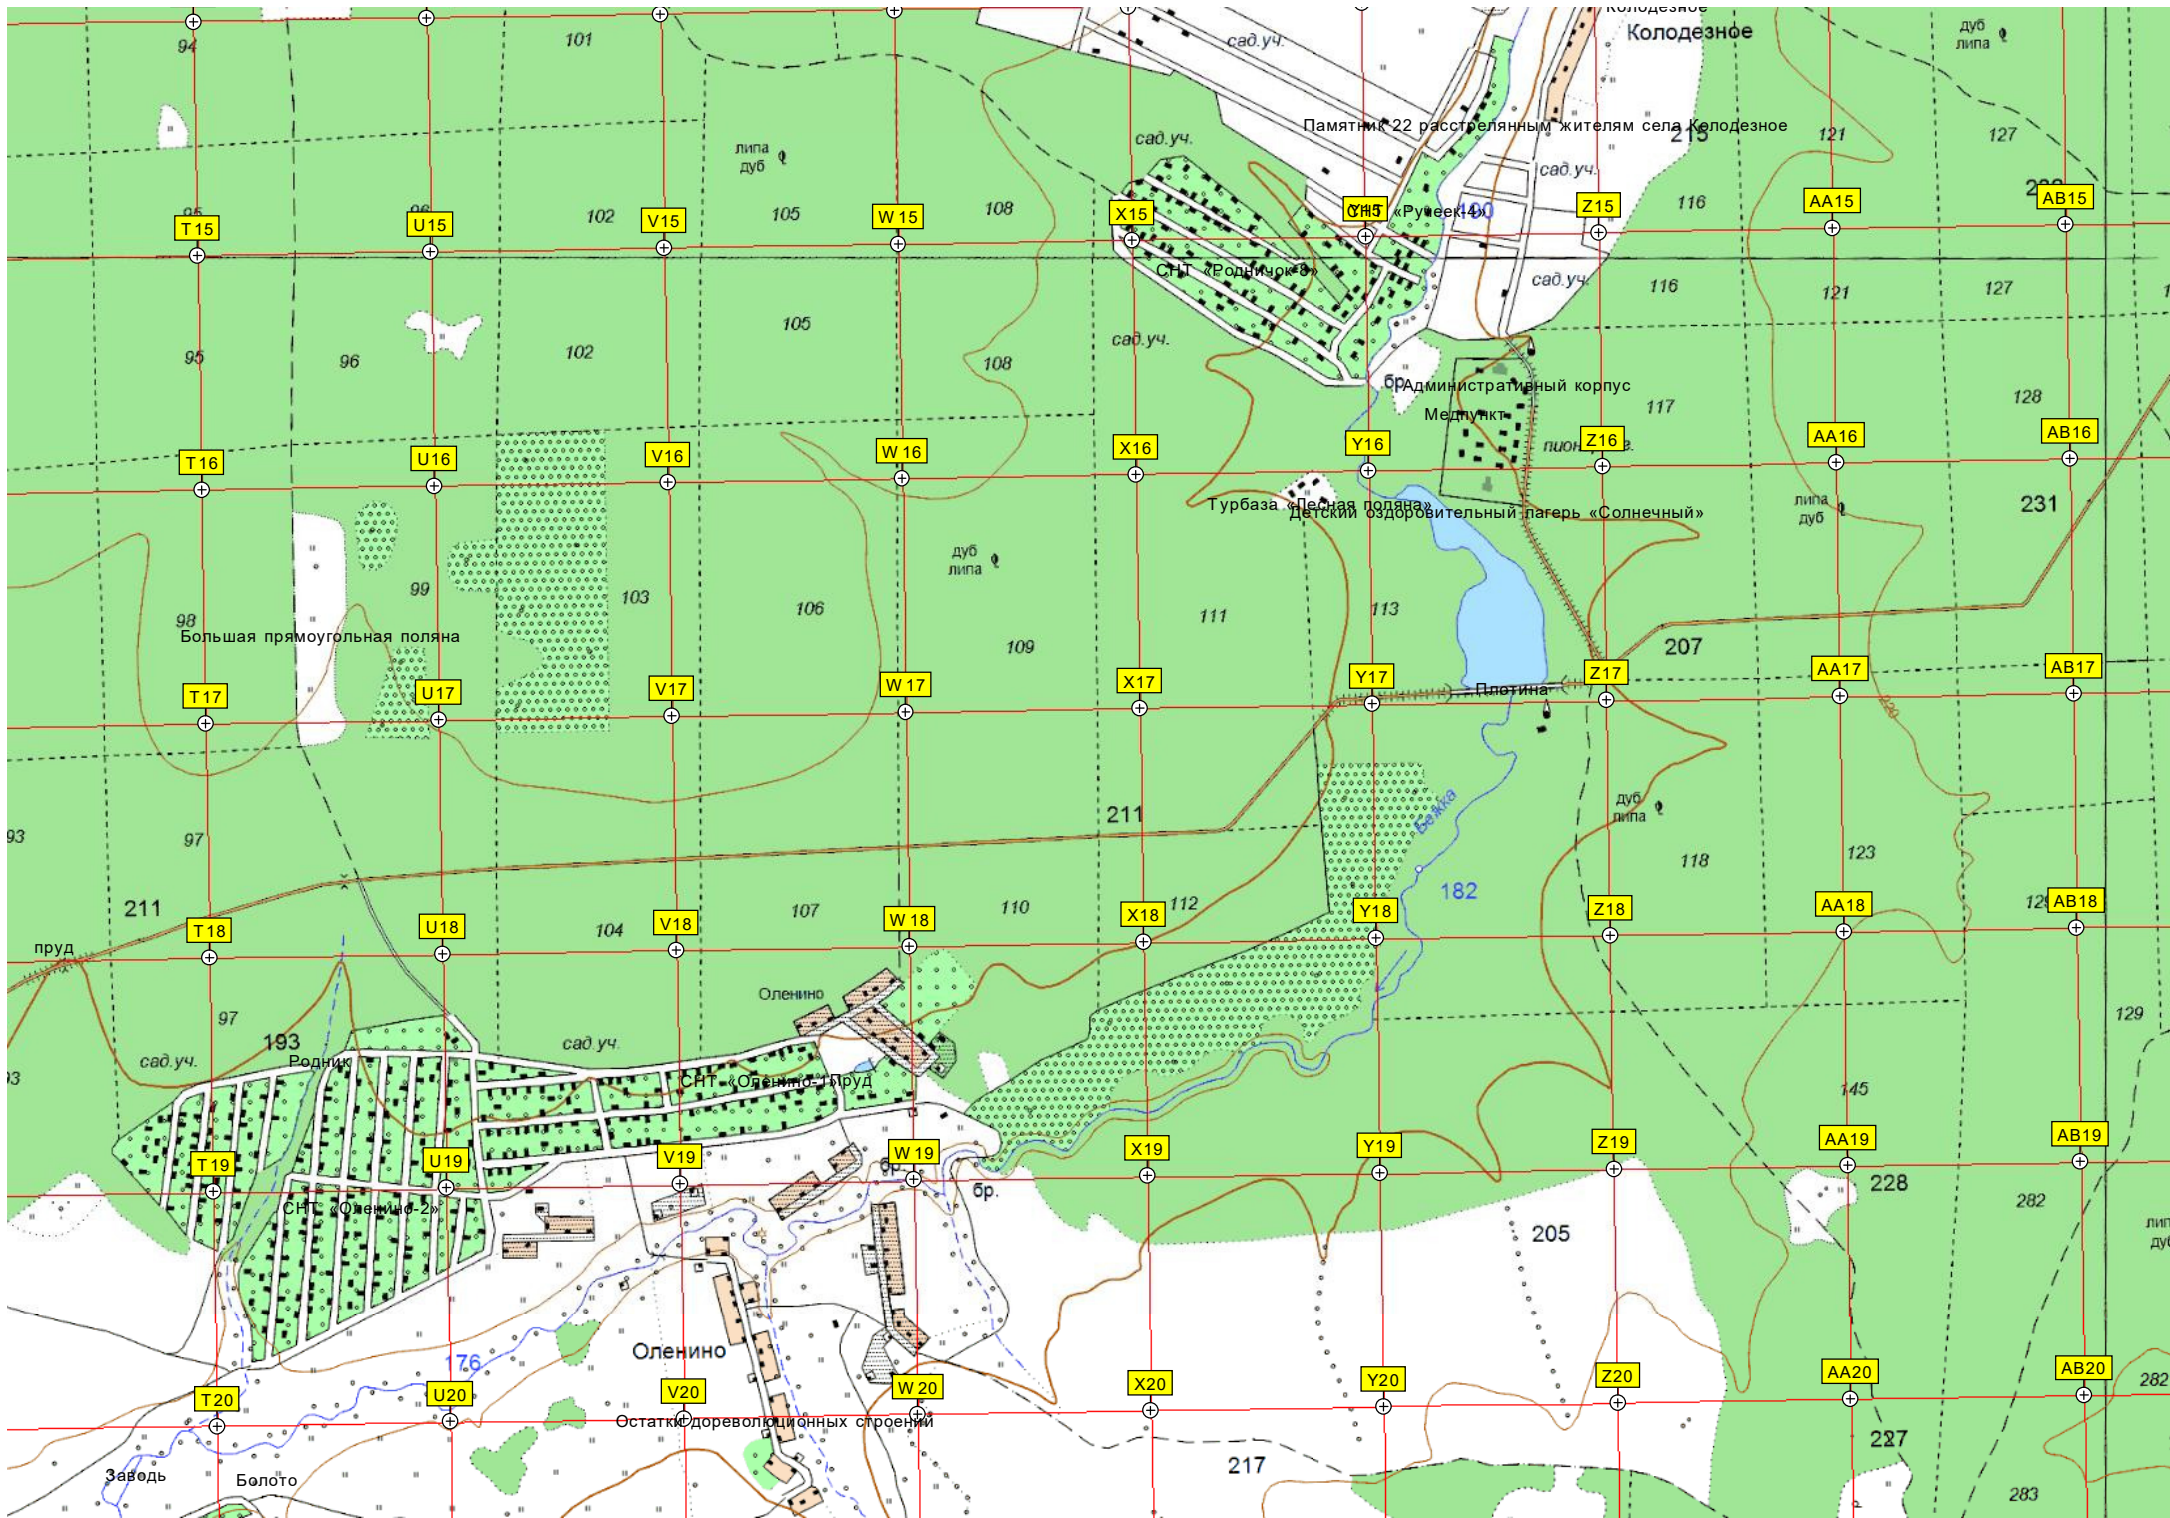 94
101
сад.уч.
Колодезное
дуб
липа
Памятник 22 расстрелянным жителям села Колодезное
215
121
127
липа
дуб
сад.уч.
сад.уч.
102
105
108
116
T15
U15
V15
W15
X15
СНТ «Ручеек-4»
Z15
AA15
AB15
СНТ «Родничок-8»
сад.уч.
116
121
127
105
95
96
102
108
сад.уч.
Административный корпус
Медпункт
117
128
T16
U16
V16
W16
X16
Y16
Z16
AA16
AB16
Турбаза «Лесная поляна»
Детский оздоровительный лагерь «Солнечный»
липа
дуб
231
дуб
липа
99
103
106
109
111
113
98
Большая прямоугольная поляна
207
T17
U17
V17
W17
X17
Y17
Z17
AA17
AB17
Плотина
220
93
97
211
Бежка
дуб
липа
118
123
182
211
104
107
110
112
T18
U18
V18
W18
X18
Y18
Z18
AA18
AB18
пруд
Оленино
97
193
сад.уч.
Родник
сад.уч.
СНТ «Оленино-1»
Пруд
129
145
T19
U19
V19
W19
X19
Y19
Z19
AA19
AB19
бр.
СНТ «Оленино-2»
228
282
205
176
Оленино
T20
U20
V20
W20
X20
Y20
Z20
AA20
AB20
282
Остатки дореволюционных строений
Заводь
Болото
217
227
283